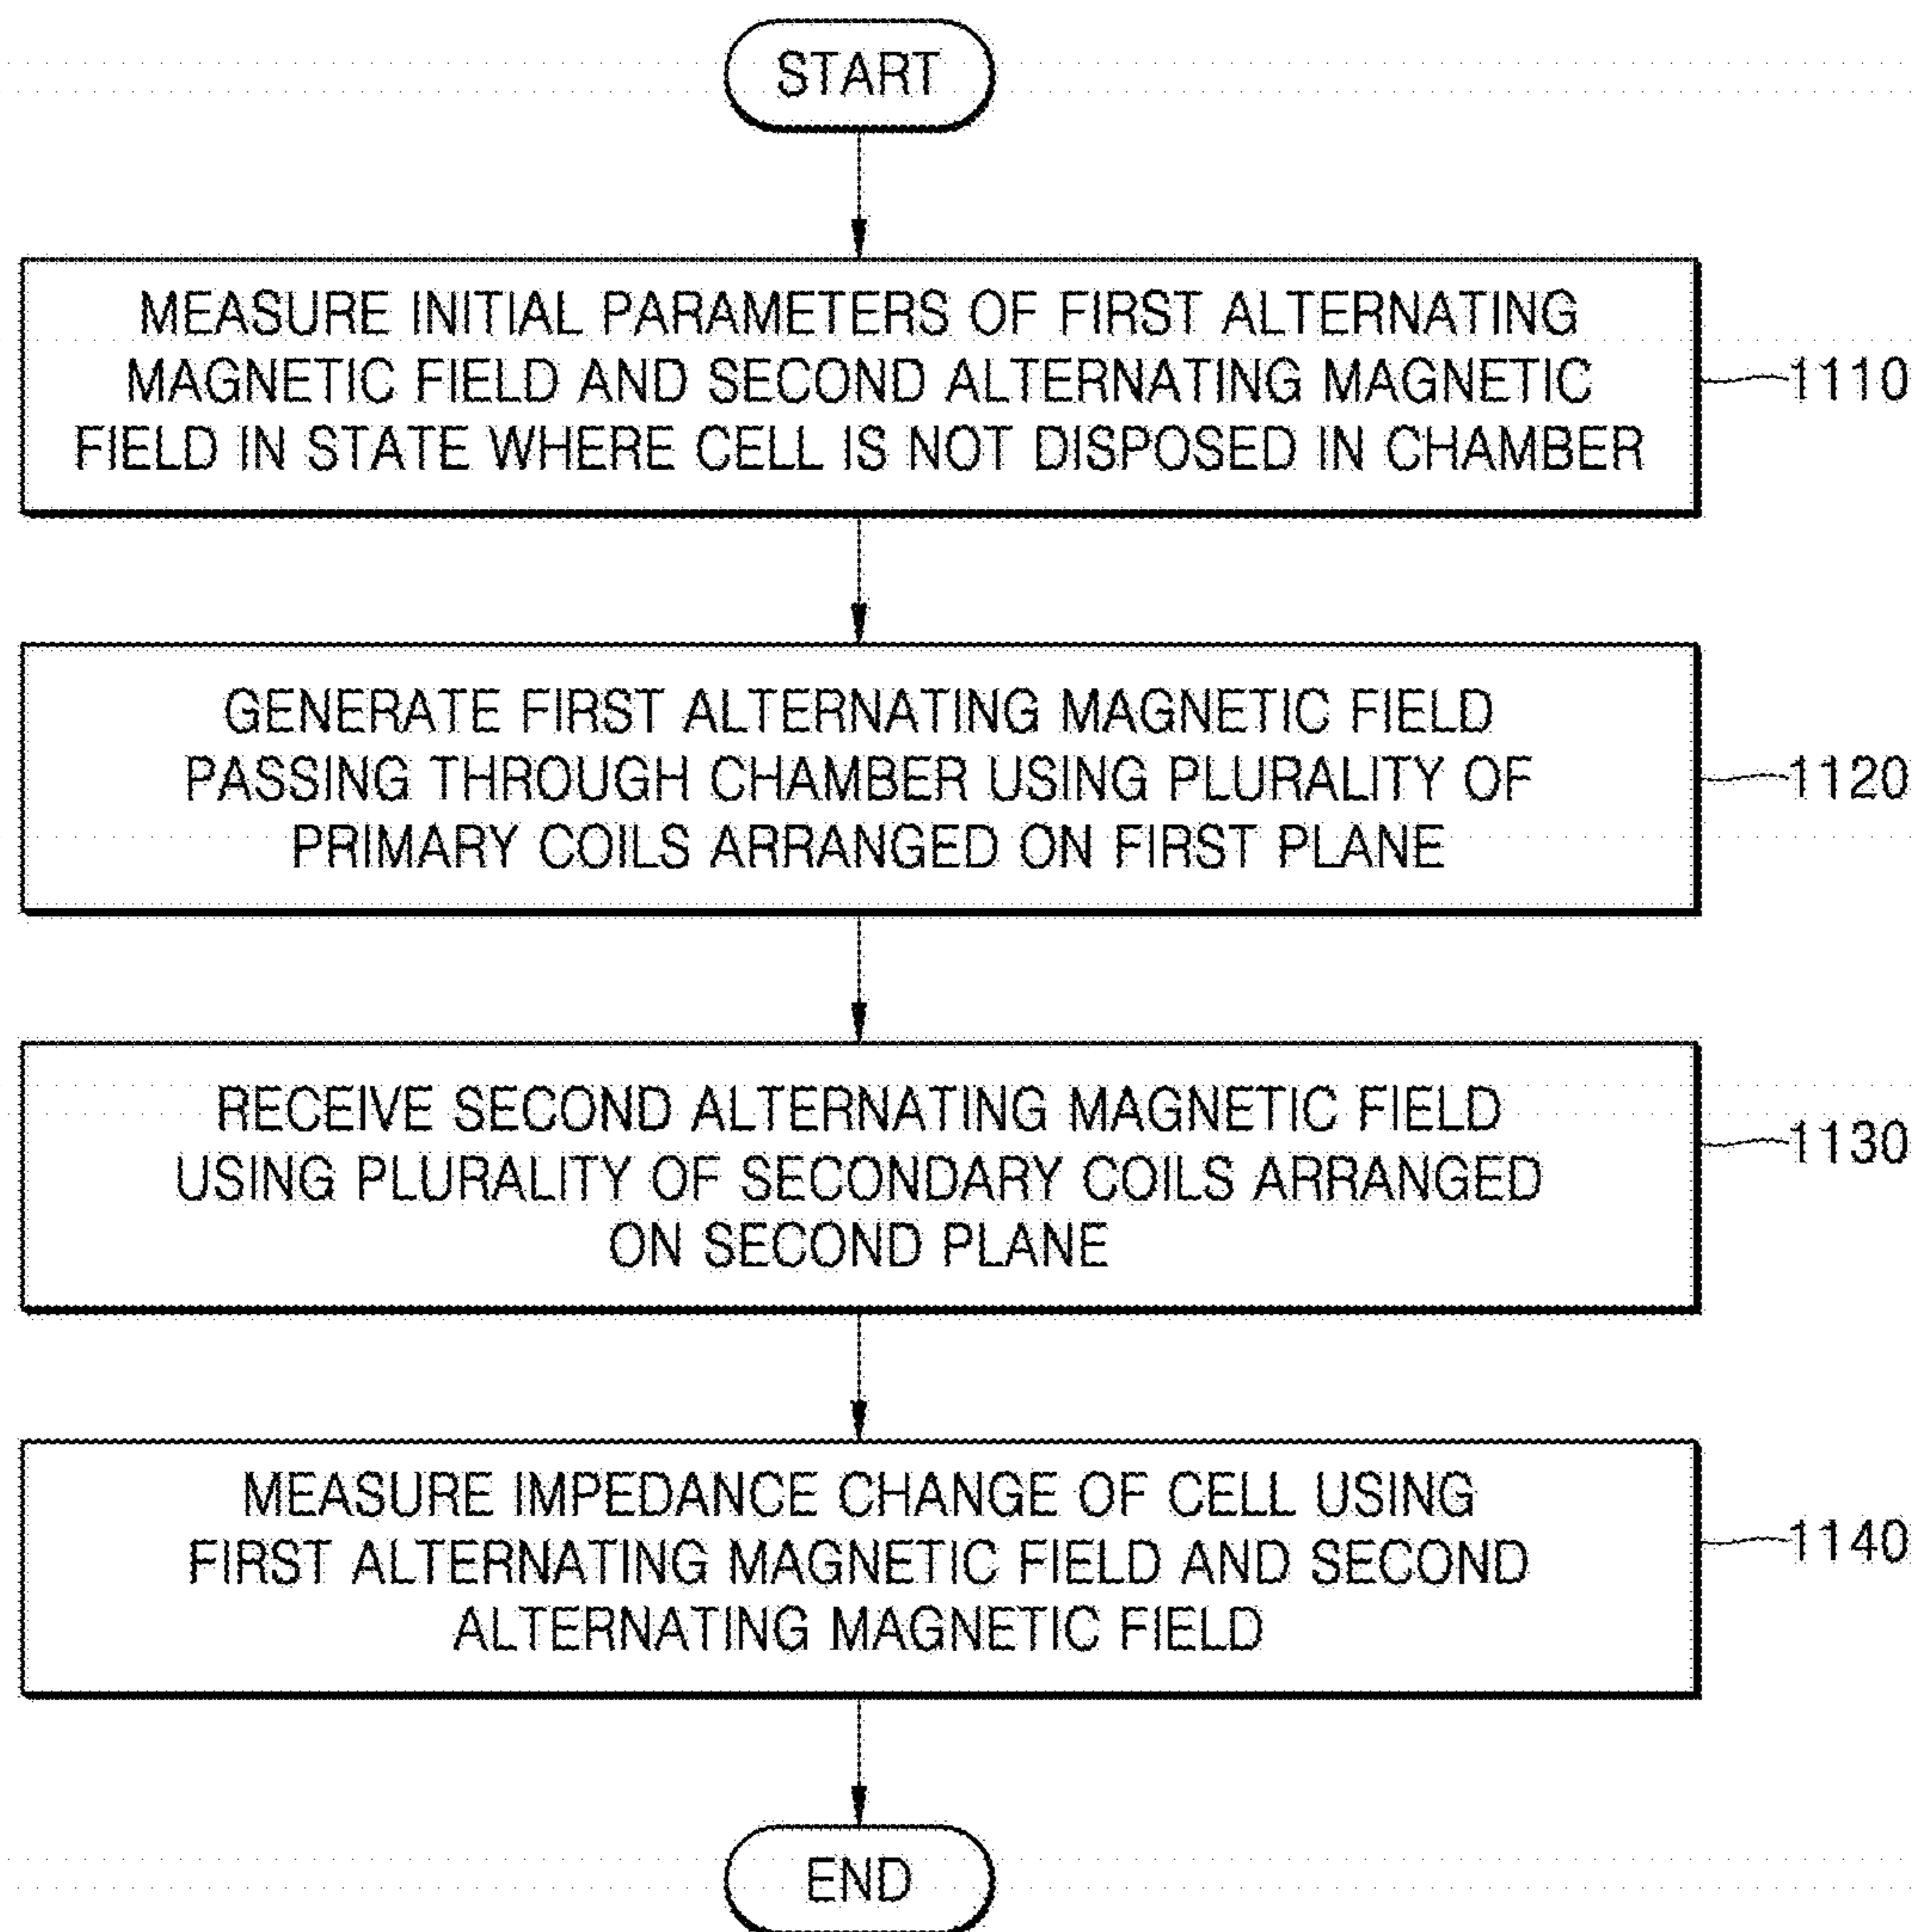 START
MEASURE INITIAL PARAMETERS OF FIRST ALTERNATING
MAGNETIC FIELD AND SECOND ALTERNATING MAGNETIC
FIELD IN STATE WHERE CELL IS NOT DISPOSED IN CHAMBER
1110
GENERATE FIRST ALTERNATING MAGNETIC FIELD
PASSING THROUGH CHAMBER USING PLURALITY OF
PRIMARY COILS ARRANGED ON FIRST PLANE
1120
RECEIVE SECOND ALTERNATING MAGNETIC FIELD
USING PLURALITY OF SECONDARY COILS ARRANGED
ON SECOND PLANE
1130
MEASURE IMPEDANCE CHANGE OF CELL USING
FIRST ALTERNATING MAGNETIC FIELD AND SECOND
ALTERNATING MAGNETIC FIELD
1140
END